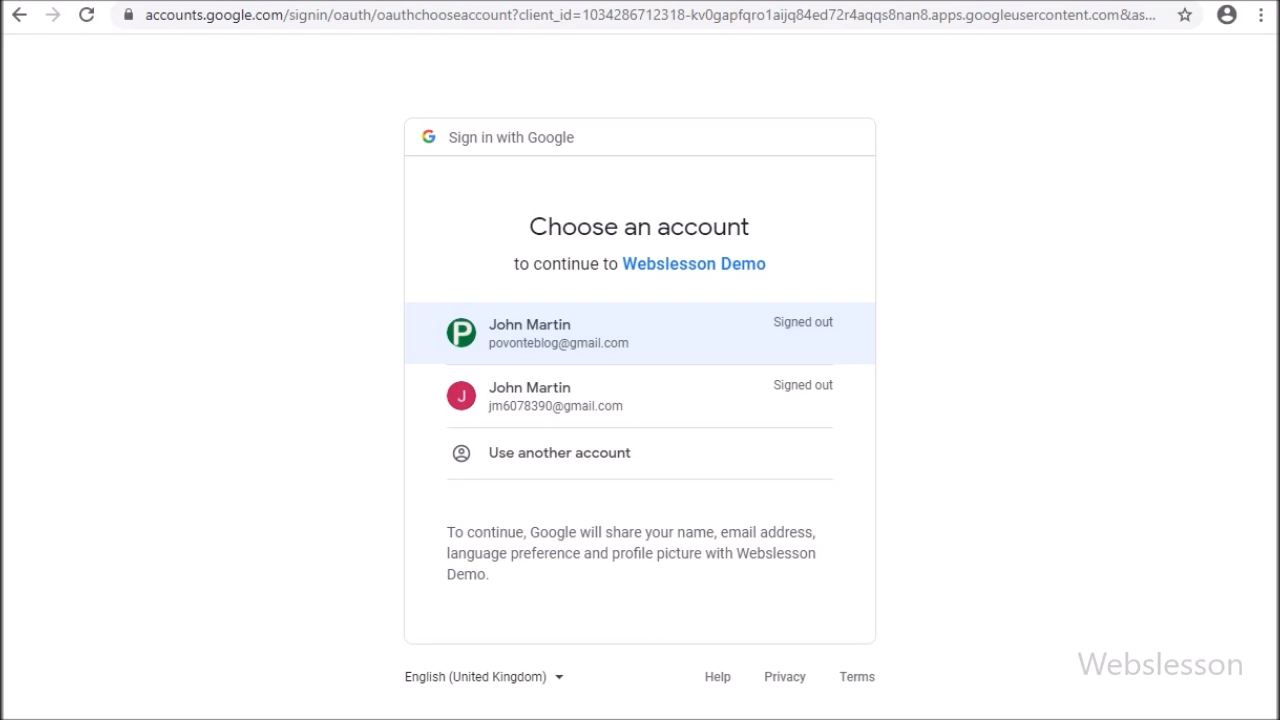 accounts.google.com/signin/oauth/oauthchooseaccount?client_id=1034286712318-kv0gapfqro1aijq84ed72r4aqqs8nan8.apps.googleusercontent.com&as...
Sign in with Google
Choose an account
to continue to Webslesson Demo
John Martin
Signed out
povonteblog@gmail.com
John Martin
Signed out
jm6078390@gmail.com
Use another account
To continue, Google will share your name, email address,
language preference and profile picture with Webslesson
Demo.
English (United Kingdom)
Help
Privacy
Terms
Webslesson